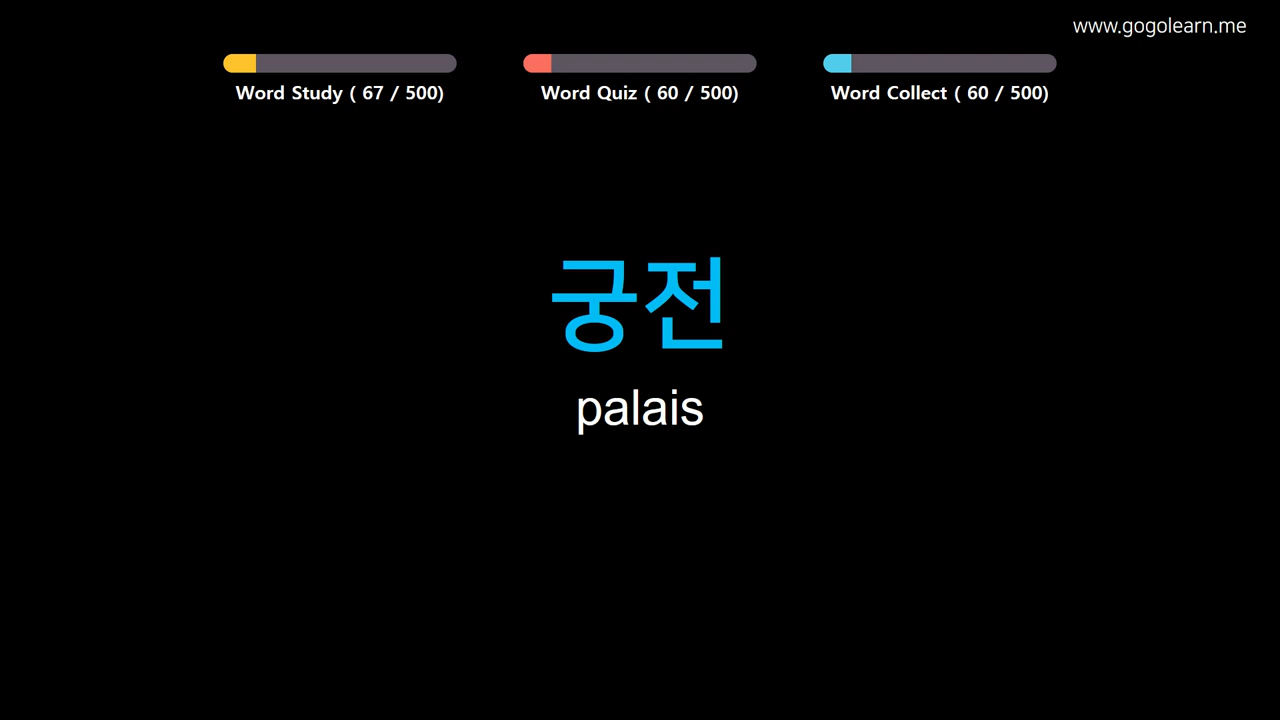 www.gogolearn.me
Word Study ( 67 / 500)
Word Quiz ( 60 / 500)
Word Collect ( 60 / 500)
궁전
palais